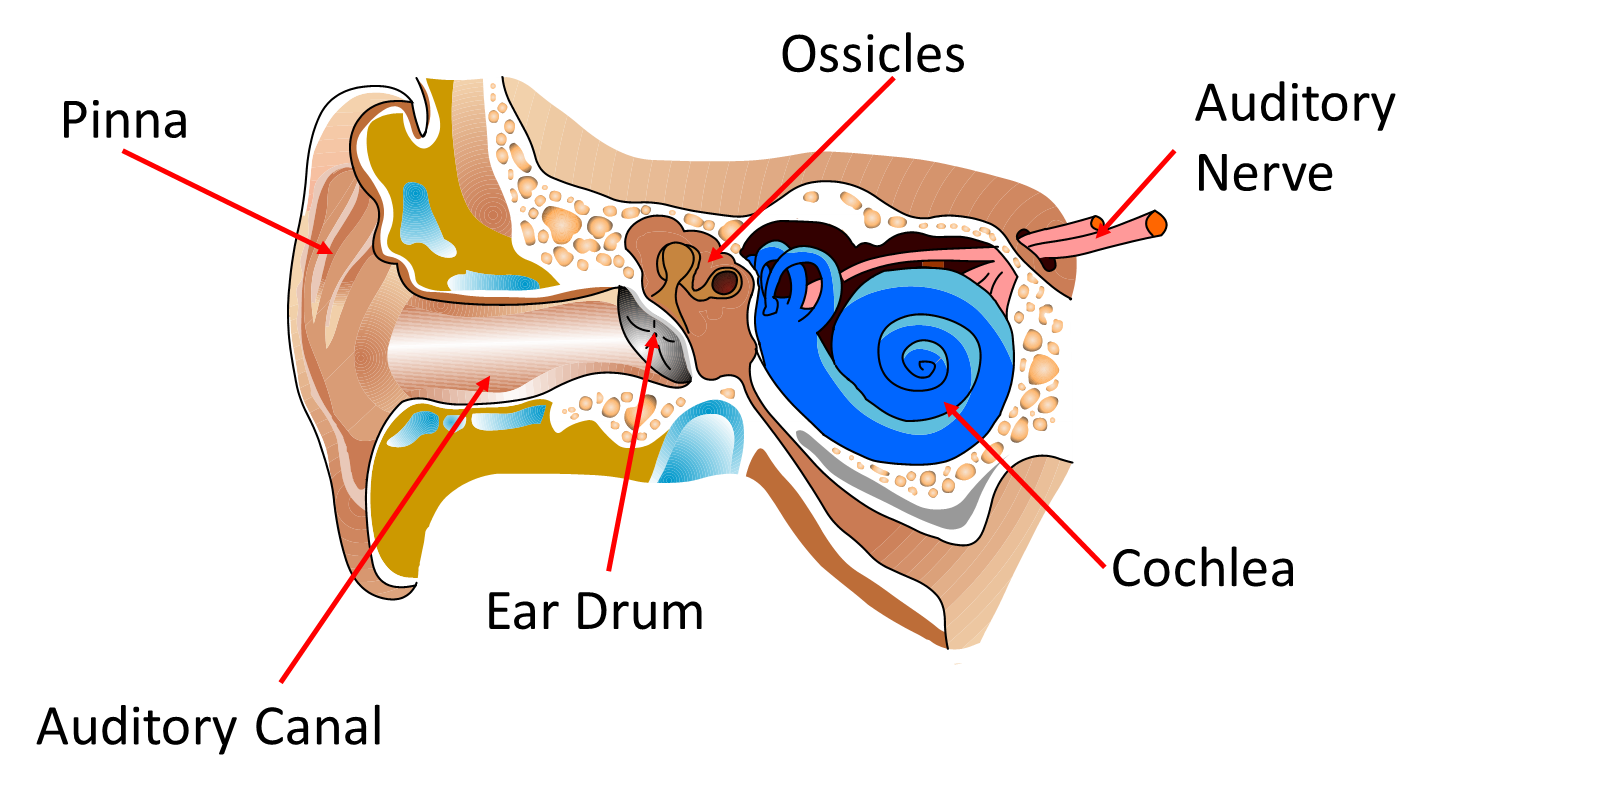 Ossicles
Pinna
Auditory
Nerve
Ear Drum
Cochlea
Auditory Canal